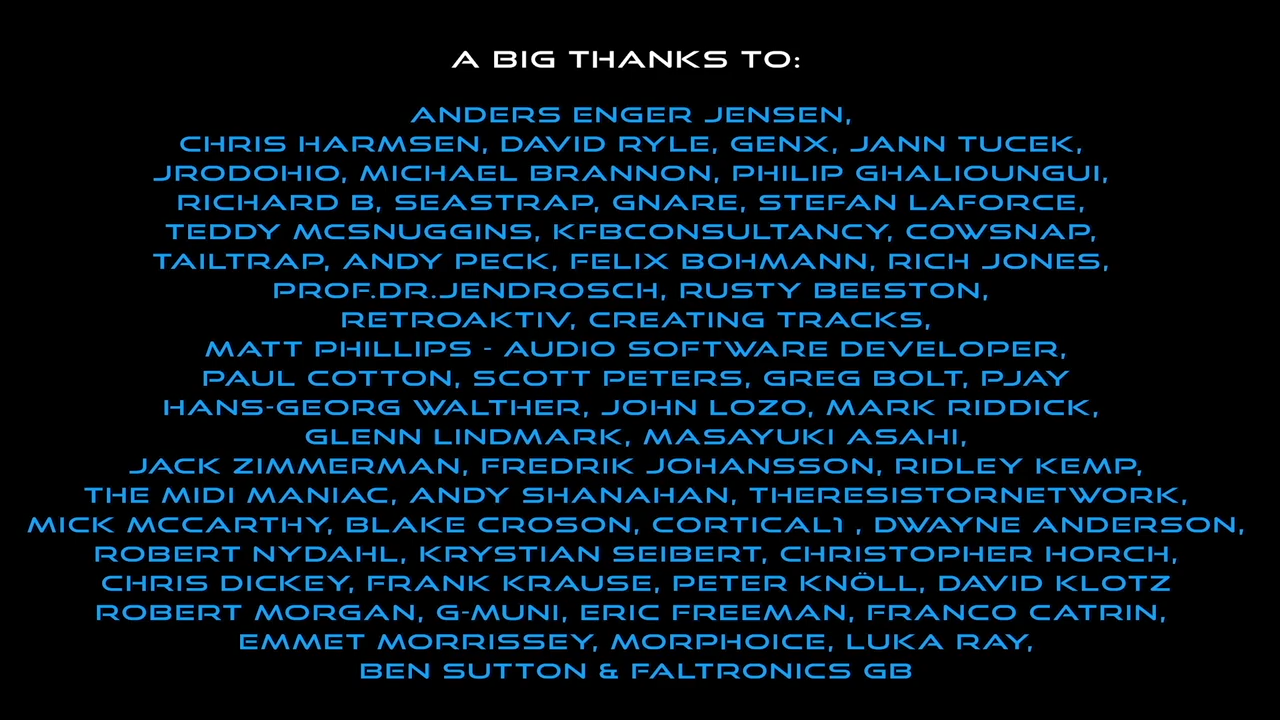 A BIG THANKS TO:
ANDERS ENGER JENSEN,
CHRIS HARMSEN, DAVID RYLE, GENX, JANN TUCEK,
JRODOHIO, MICHAEL BRANNON, PHILIP GHALIOUNGUI,
RICHARD B, SEASTRAP, GNARE, STEFAN LAFORCE,
TEDDY MCSNUGGINS, KFBCONSULTANCY, COWSNAP,
TAILTRAP, ANDY PECK, FELIX BOHMANN, RICH JONES,
PROF.DR.JENDROSCH, RUSTY BEESTON,
RETROAKTIV, CREATING TRACKS,
MATT PHILLIPS - AUDIO SOFTWARE DEVELOPER,
PAUL COTTON, SCOTT PETERS, GREG BOLT, PJAY
HANS-GEORG WALTHER, JOHN LOZO, MARK RIDDICK,
GLENN LINDMARK, MASAYUKI ASAHI,
JACK ZIMMERMAN, FREDRIK JOHANSSON, RIDLEY KEMP,
THE MIDI MANIAC, ANDY SHANAHAN, THERESISTORNETWORK,
MICK MCCARTHY, BLAKE CROSON, CORTICAL1 , DWAYNE ANDERSON,
ROBERT NYDAHL, KRYSTIAN SEIBERT, CHRISTOPHER HORCH,
CHRIS DICKEY, FRANK KRAUSE, PETER KNÖLL, DAVID KLOTZ
ROBERT MORGAN, G-MUNI, ERIC FREEMAN, FRANCO CATRIN,
EMMET MORRISSEY, MORPHOICE, LUKA RAY,
BEN SUTTON & FALTRONICS GB